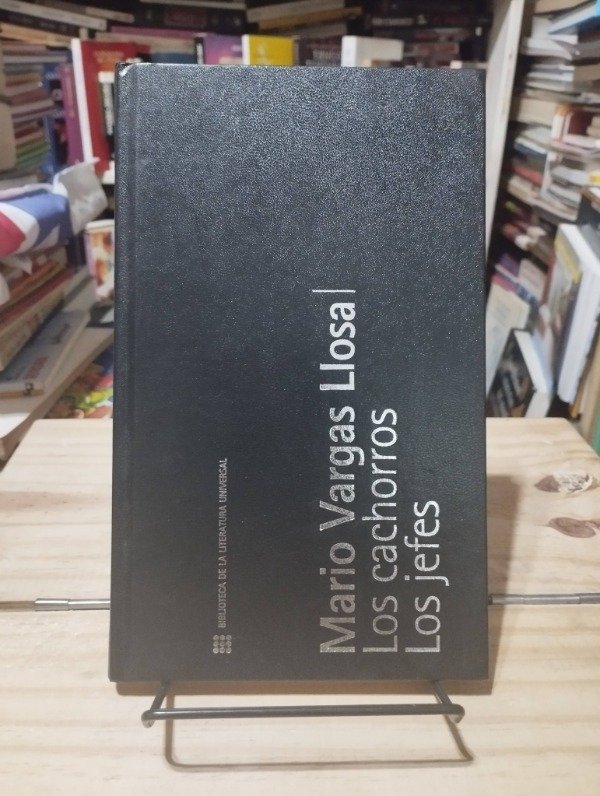 Mario Vargas Llosa|
Los cachorros
Los jefes
BIBLIOTECA DE LA LITERATURA UNIVERSAL